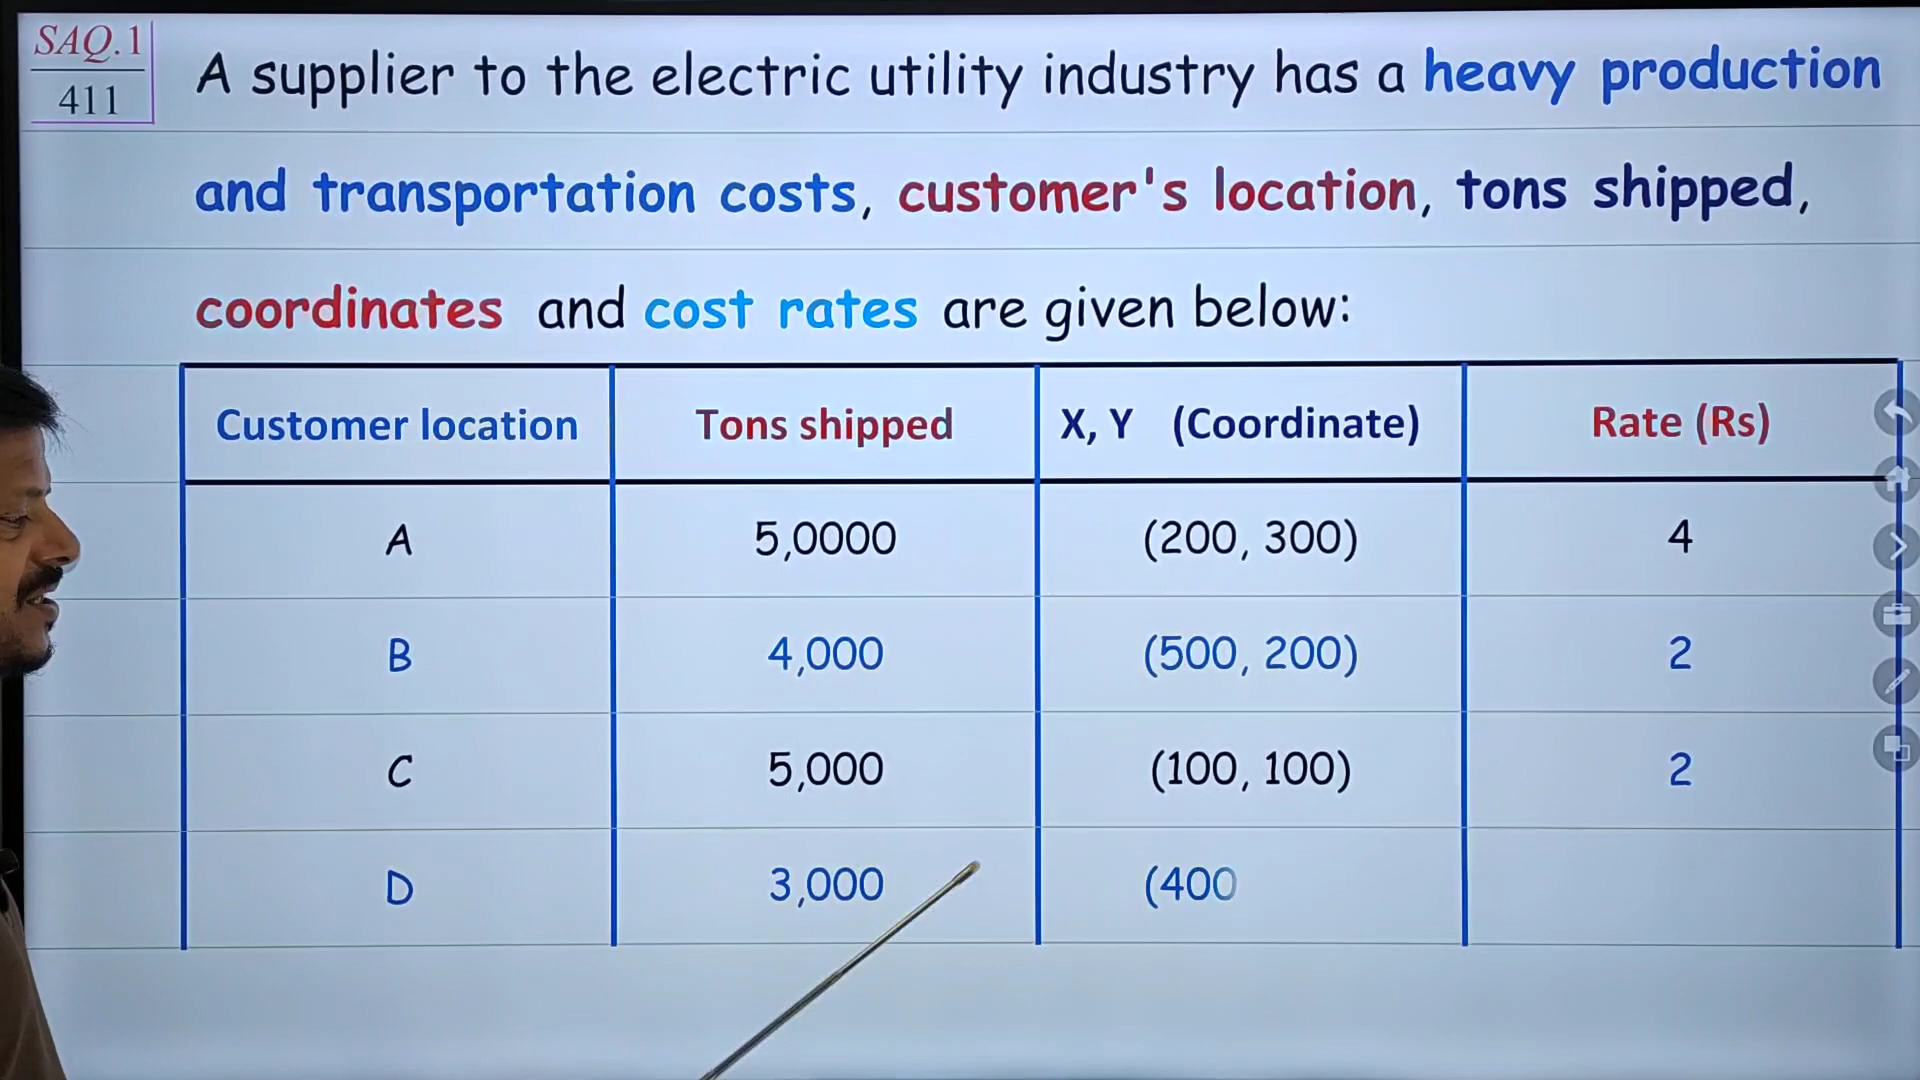 SAQ.1
411
A supplier to the electric utility industry has a heavy production
and transportation costs, customer's location, tons shipped,
coordinates and cost rates are given below:
Customer location Tons shipped X, Y (Coordinate) Rate (Rs)
A 5,0000 (200, 300) 4
B 4,000 (500, 200) 2
C 5,000 (100, 100) 2
D 3,000 (400